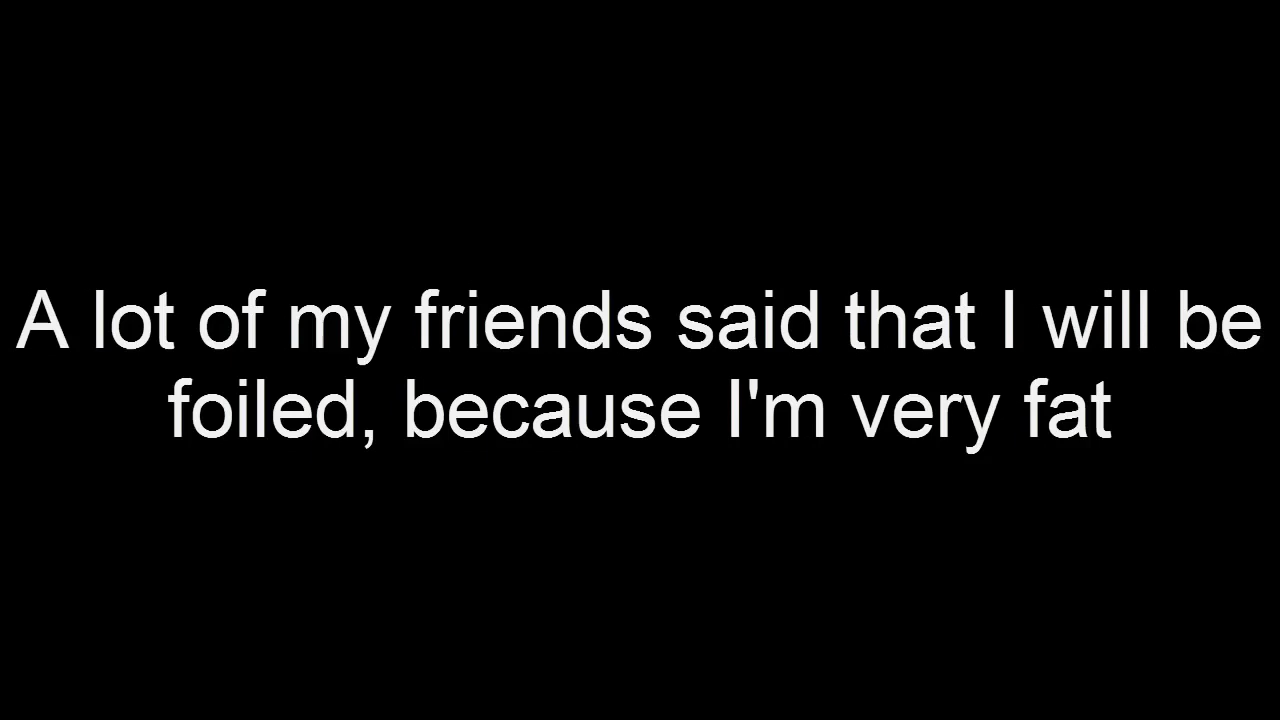 A lot of my friends said that I will be
foiled, because I'm very fat